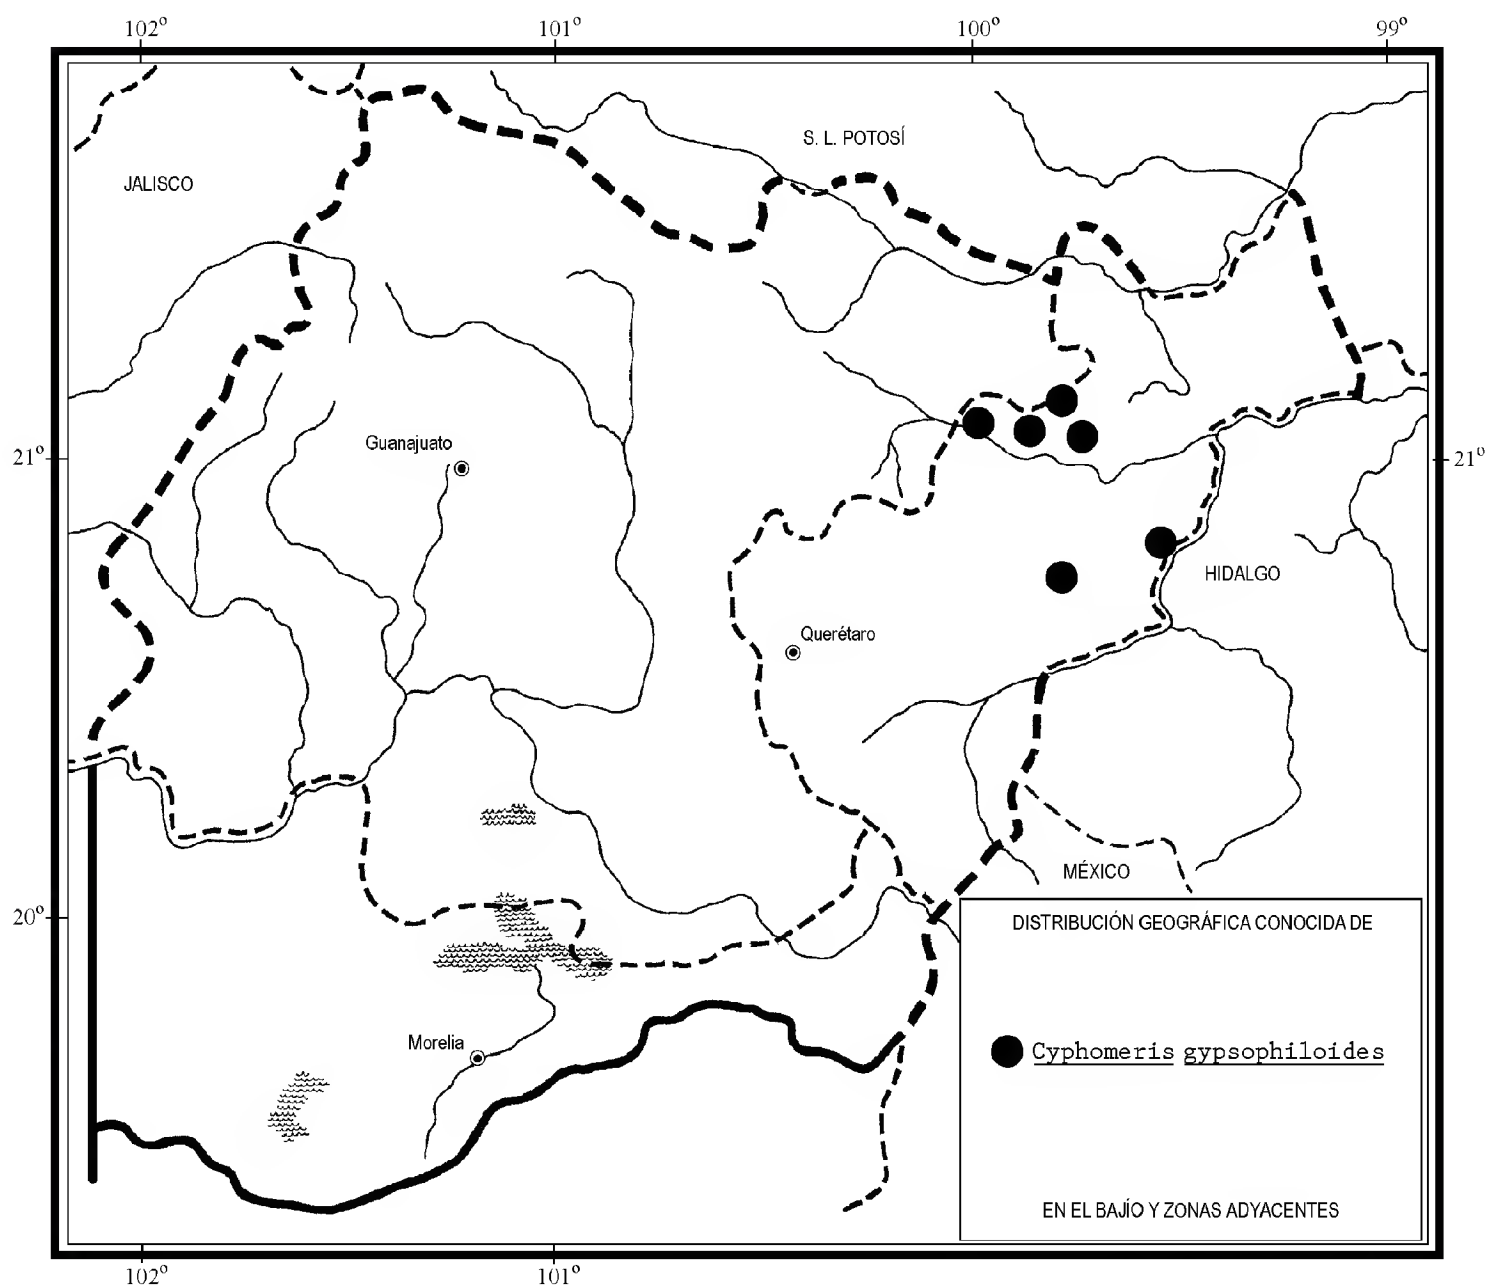 102º 101º 100º 99º
S. L. POTOSÍ
JALISCO
Guanajuato
21º 21º
HIDALGO
Querétaro
MÉXICO
20º
DISTRIBUCIÓN GEOGRÁFICA CONOCIDA DE
Morelia
Cyphomeris gypsophiloides
EN EL BAJÍO Y ZONAS ADYACENTES
102º 101º